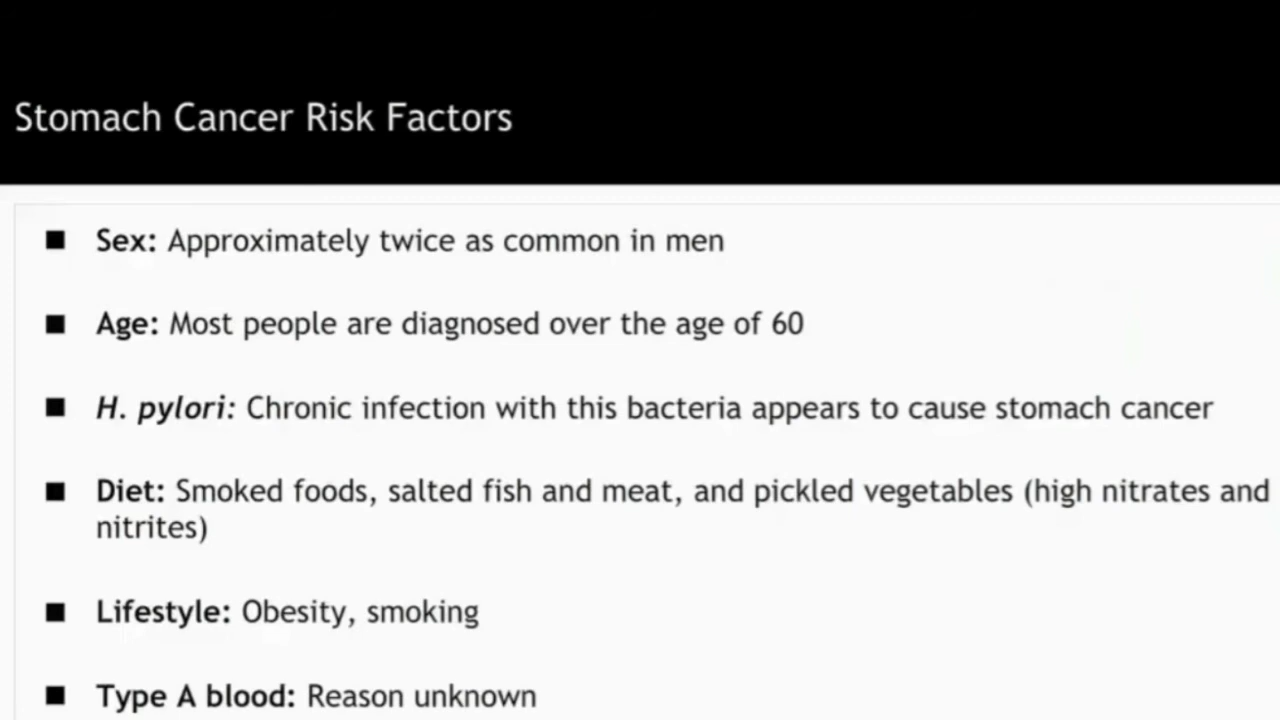 Stomach Cancer Risk Factors
■ Sex: Approximately twice as common in men
■ Age: Most people are diagnosed over the age of 60
■ H. pylori: Chronic infection with this bacteria appears to cause stomach cancer
■ Diet: Smoked foods, salted fish and meat, and pickled vegetables (high nitrates and
nitrites)
■ Lifestyle: Obesity, smoking
■ Type A blood: Reason unknown